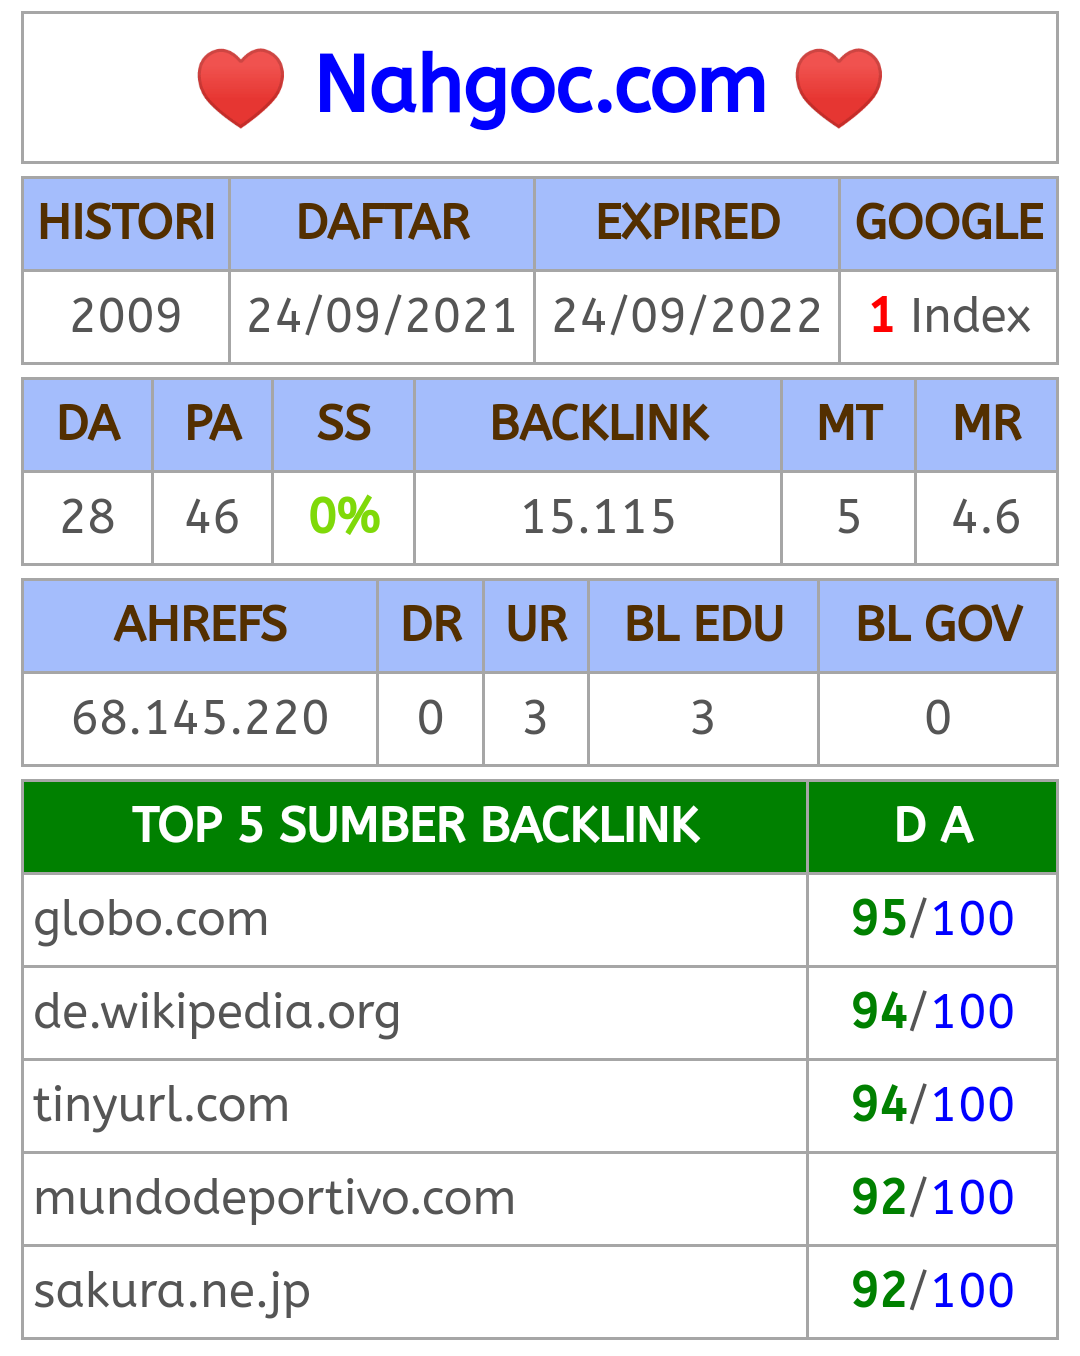 Nahgoc.com
HISTORI DAFTAR EXPIRED GOOGLE
2009 24/09/2021 24/09/2022 1 Index
DA PA SS BACKLINK MT MR
28 46 0% 15.115 5 4.6
AHREFS DR UR BL EDU BL GOV
68.145.220 0 3 3 0
TOP 5 SUMBER BACKLINK D A
globo.com 95/100
de.wikipedia.org 94/100
tinyurl.com 94/100
mundodeportivo.com 92/100
sakura.ne.jp 92/100